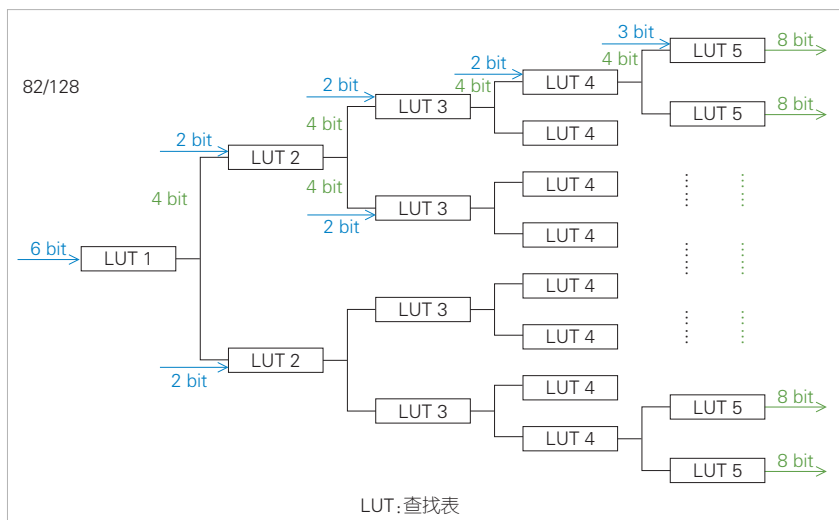 82/128
6 bit
LUT 1
4 bit
2 bit
LUT 2
2 bit
LUT 2
4 bit
4 bit
2 bit
LUT 3
2 bit
LUT 3
LUT 3
LUT 3
4 bit
2 bit
LUT 4
LUT 4
LUT 4
LUT 4
LUT 4
LUT 4
LUT 4
LUT 4
4 bit
3 bit
LUT 5
8 bit
LUT 5
8 bit
LUT 5
8 bit
LUT 5
8 bit
LUT:查找表